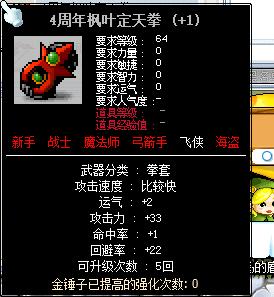 4周年枫叶定天拳 (+1)
要求等级: 64
要求力量: 0
要求敏捷: 0
要求智力: 0
要求运气: 0
要求人气度: -
道具等级: -
道具经验值: -
新手 战士 魔法师 弓箭手 飞侠 海盗
武器分类 : 拳套
攻击速度 : 比较快
运气 : +2
攻击力 : +33
命中率 : +1
回避率 : +22
可升级次数 : 5回
金锤子已提高的强化次数: 0